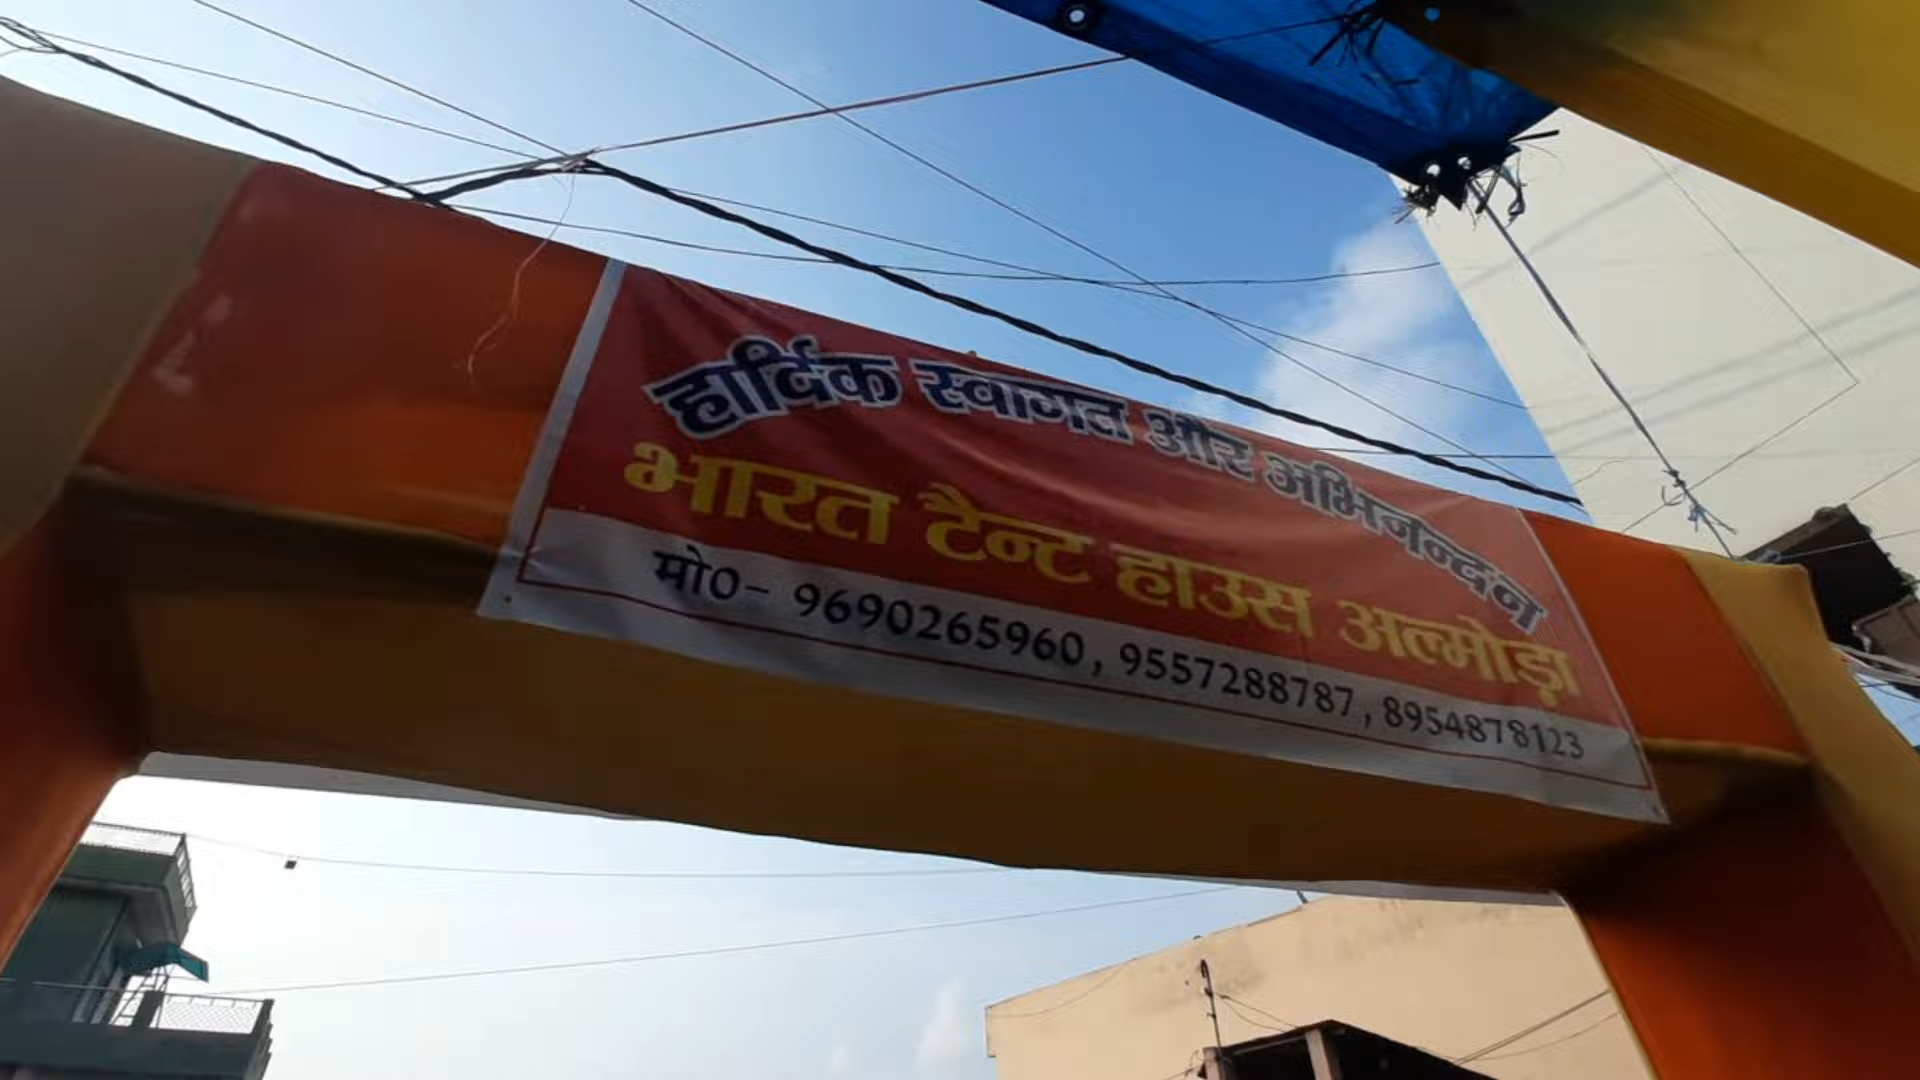 हार्दिक स्वागत और अभिनन्दन
भारत टैन्ट हाउस अल्मोड़ा
मो0- 9690265960, 9557288787, 8954878123